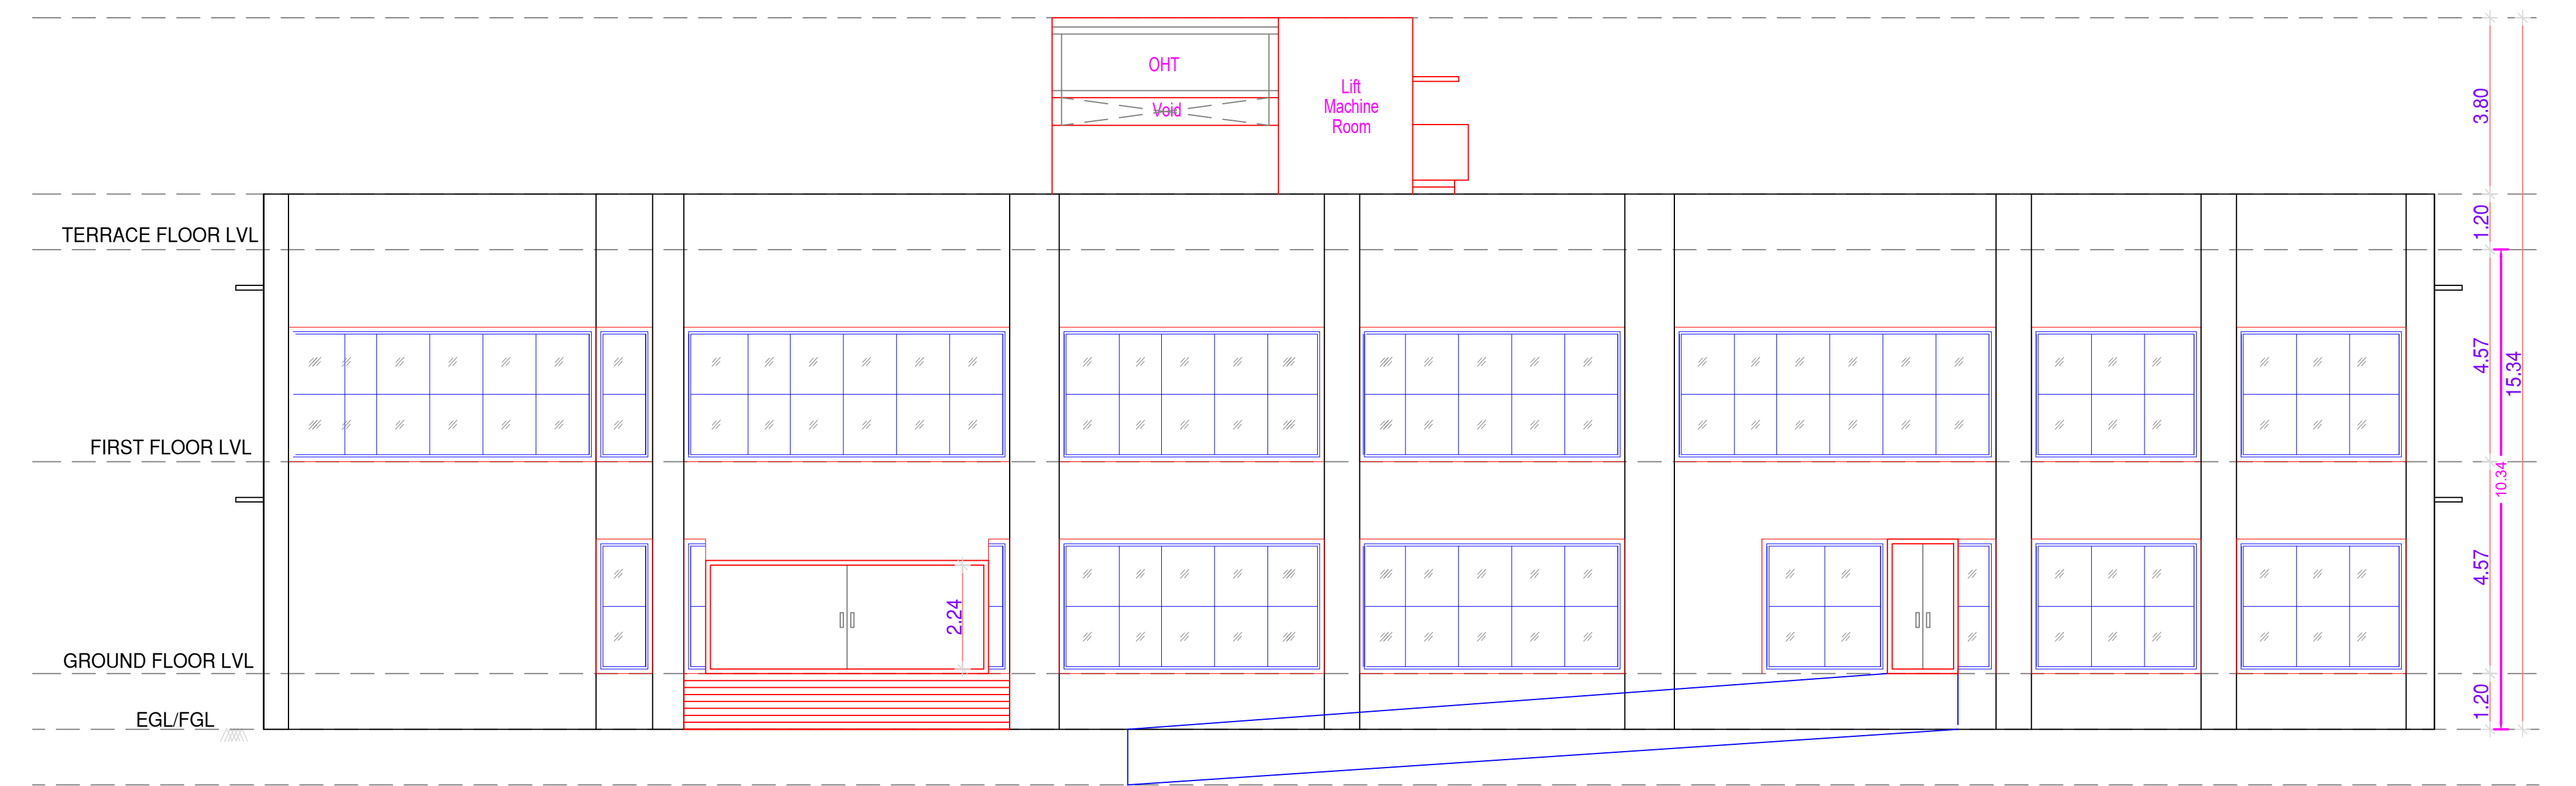 OHT
Void
Lift
Machine
Room
3.80
TERRACE FLOOR LVL
1.20
4.57
15.34
FIRST FLOOR LVL
10.34
4.57
2.24
GROUND FLOOR LVL
1.20
EGL/FGL